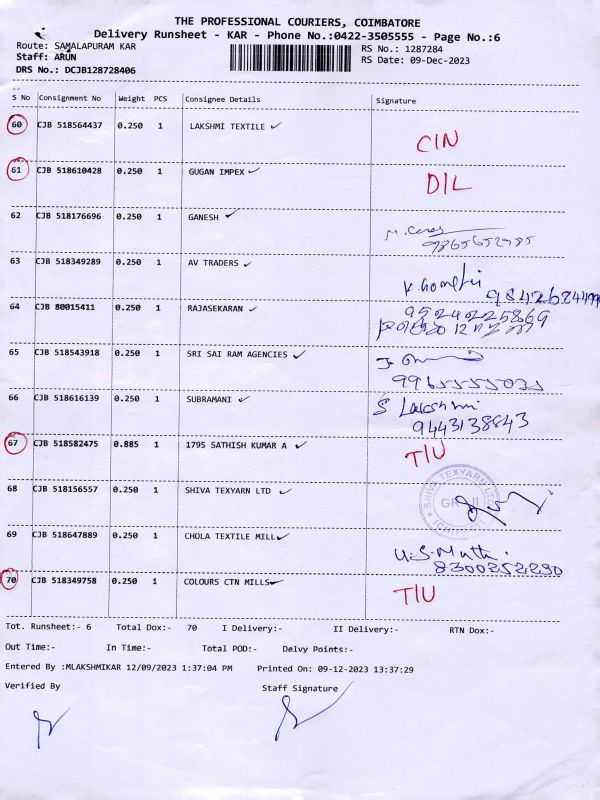 THE PROFESSIONAL COURIERS, COIMBATORE
Delivery Runsheet - KAR - Phone No.:0422-3505555 - Page No.:6
Route: SAMALAPURAM KAR
RS No.: 1287284
Staff: ARUN
RS Date: 09-Dec-2023
DRS No.: DCJB128728406
S No Consignment No Weight PCS Consignee Details Signature
60 CJB 518564437 0.250 1 LAKSHMI TEXTILE ✓
CIN
61 CJB 518610428 0.250 1 GUGAN IMPEX ✓
D/L
62 CJB 518176696 0.250 1 GANESH ✓
63 CJB 518349289 0.250 1 AV TRADERS ✓
64 CJB 80015411 0.250 1 RAJASEKARAN ✓
9524225869
65 CJB 518543918 0.250 1 SRI SAI RAM AGENCIES ✓
66 CJB 518616139 0.250 1 SUBRAMANI ✓
S Lakshmi
9443138843
67 CJB 518582475 0.885 1 1795 SATHISH KUMAR A ✓
TIU
68 CJB 518156557 0.250 1 SHIVA TEXYARN LTD ✓
SHIVA TEXYARN LTD
69 CJB 518647889 0.250 1 CHOLA TEXTILE MILL ✓
U.S. Muthu
8300252290
70 CJB 518349758 0.250 1 COLOURS CTN MILLS ✓
TIU
Tot. Runsheet:- 6 Total Dox:- 70 I Delivery:- II Delivery:- RTN Dox:-
Out Time:- In Time:- Total POD:- Delvy Points:-
Entered By :MLAKSHMIKAR 12/09/2023 1:37:04 PM Printed On: 09-12-2023 13:37:29
Verified By Staff Signature